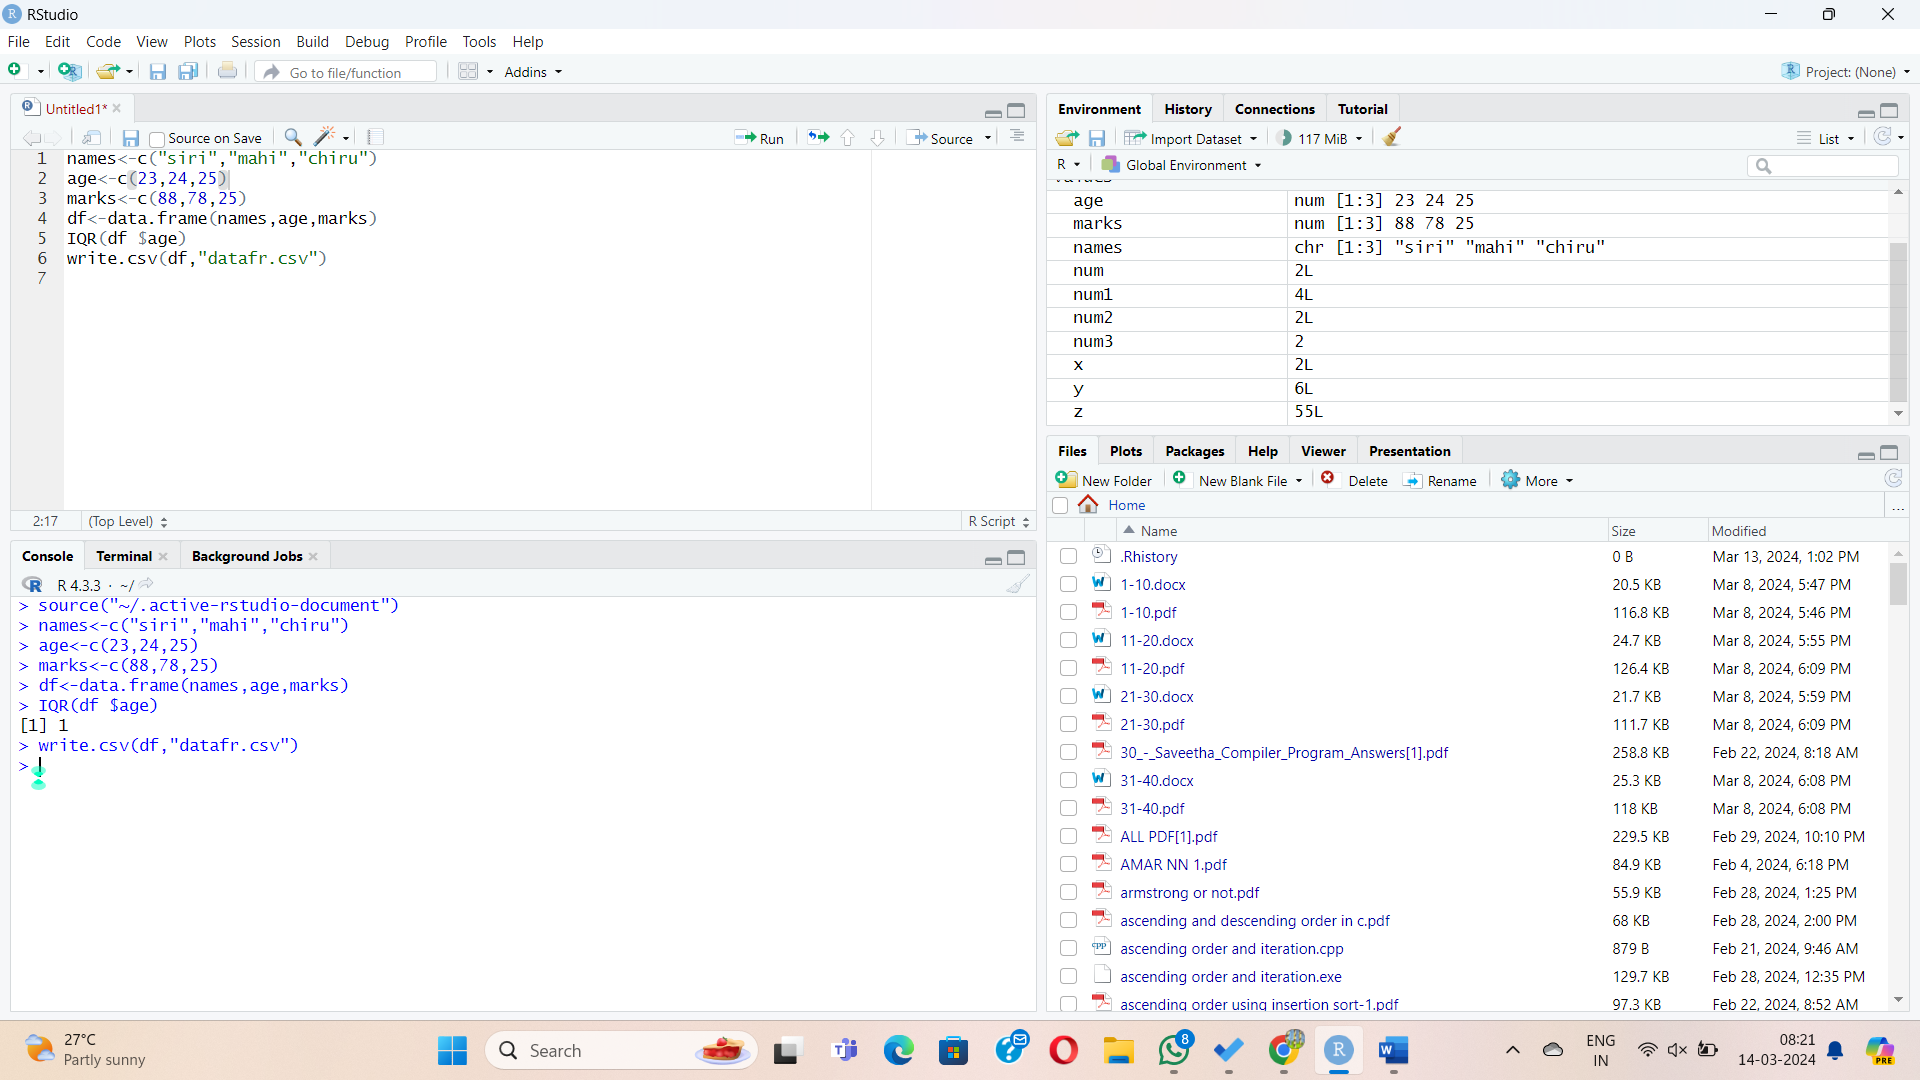 RStudio
File Edit Code View Plots Session Build Debug Profile Tools Help
Go to file/function Addins Project: (None)
Untitled1*
Source on Save Run Source
1 names<-c("siri","mahi","chiru")
2 age<-c(23,24,25)
3 marks<-c(88,78,25)
4 df<-data.frame(names,age,marks)
5 IQR(df $age)
6 write.csv(df,"datafr.csv")
7
2:17 (Top Level) R Script
Console Terminal Background Jobs
R 4.3.3 · ~/
> source("~/.active-rstudio-document")
> names<-c("siri","mahi","chiru")
> age<-c(23,24,25)
> marks<-c(88,78,25)
> df<-data.frame(names,age,marks)
> IQR(df $age)
[1] 1
> write.csv(df,"datafr.csv")
>
Environment History Connections Tutorial
Import Dataset 117 MiB List
R Global Environment
values
age num [1:3] 23 24 25
marks num [1:3] 88 78 25
names chr [1:3] "siri" "mahi" "chiru"
num 2L
num1 4L
num2 2L
num3 2
x 2L
y 6L
z 55L
Files Plots Packages Help Viewer Presentation
New Folder New Blank File Delete Rename More
Home ...
Name Size Modified
.Rhistory 0 B Mar 13, 2024, 1:02 PM
1-10.docx 20.5 KB Mar 8, 2024, 5:47 PM
1-10.pdf 116.8 KB Mar 8, 2024, 5:46 PM
11-20.docx 24.7 KB Mar 8, 2024, 5:55 PM
11-20.pdf 126.4 KB Mar 8, 2024, 6:09 PM
21-30.docx 21.7 KB Mar 8, 2024, 5:59 PM
21-30.pdf 111.7 KB Mar 8, 2024, 6:09 PM
30_-_Saveetha_Compiler_Program_Answers[1].pdf 258.8 KB Feb 22, 2024, 8:18 AM
31-40.docx 25.3 KB Mar 8, 2024, 6:08 PM
31-40.pdf 118 KB Mar 8, 2024, 6:08 PM
ALL PDF[1].pdf 229.5 KB Feb 29, 2024, 10:10 PM
AMAR NN 1.pdf 84.9 KB Feb 4, 2024, 6:18 PM
armstrong or not.pdf 55.9 KB Feb 28, 2024, 1:25 PM
ascending and descending order in c.pdf 68 KB Feb 28, 2024, 2:00 PM
ascending order and iteration.cpp 879 B Feb 21, 2024, 9:46 AM
ascending order and iteration.exe 129.7 KB Feb 28, 2024, 12:35 PM
ascending order using insertion sort-1.pdf 97.3 KB Feb 22, 2024, 8:52 AM
27°C
Partly sunny
Search
8
ENG
IN
08:21
14-03-2024
PRE